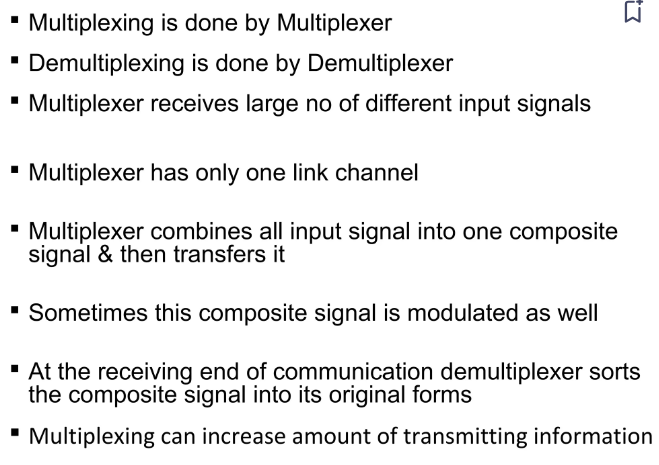 ▪ Multiplexing is done by Multiplexer
▪ Demultiplexing is done by Demultiplexer
▪ Multiplexer receives large no of different input signals
▪ Multiplexer has only one link channel
▪ Multiplexer combines all input signal into one composite
signal & then transfers it
▪ Sometimes this composite signal is modulated as well
▪ At the receiving end of communication demultiplexer sorts
the composite signal into its original forms
▪ Multiplexing can increase amount of transmitting information